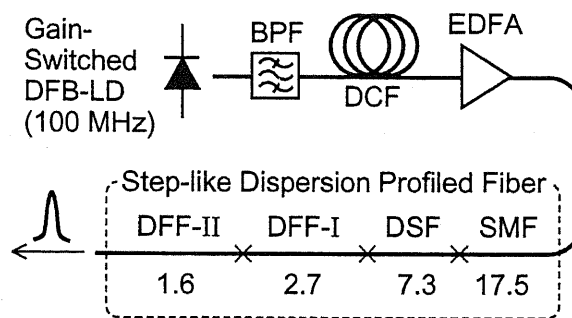 Gain-
Switched
DFB-LD
(100 MHz)
BPF
DCF
EDFA
Step-like Dispersion Profiled Fiber
DFF-II DFF-I DSF SMF
1.6 2.7 7.3 17.5